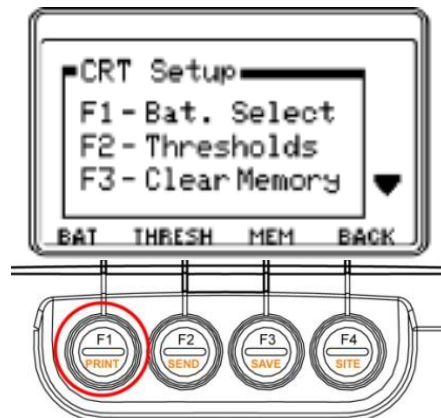 CRT Setup
F1-Bat. Select
F2-Thresholds
F3-Clear Memory
BAT THRESH MEM BACK
F1 F2 F3 F4
PRINT SEND SAVE SITE